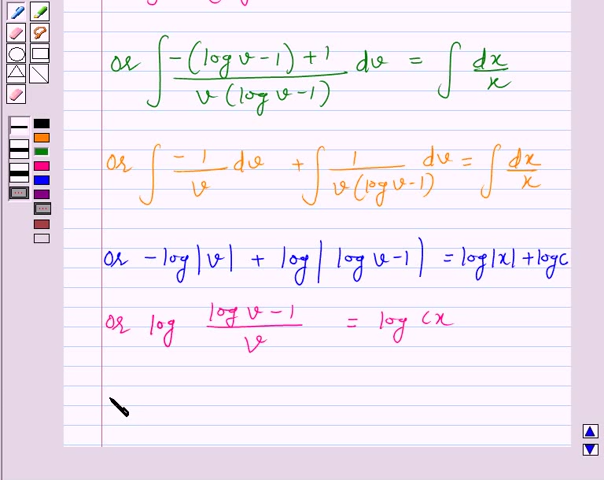 or ∫ -(log v - 1) + 1 / v (log v - 1) dv = ∫ dx/x
or ∫ -1/v dv + ∫ 1 / v(log v - 1) dv = ∫ dx/x
or - log |v| + log | log v - 1 | = log |x| + log c
or log log v - 1 / v = log cx